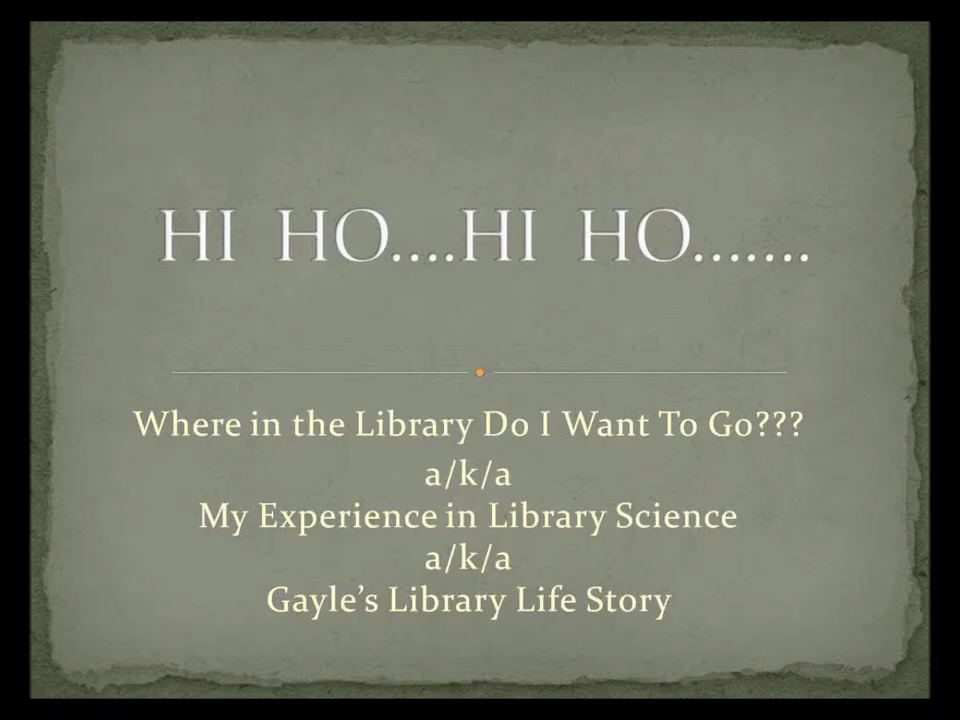 HI HO....HI HO.......
Where in the Library Do I Want To Go???
a/k/a
My Experience in Library Science
a/k/a
Gayle’s Library Life Story